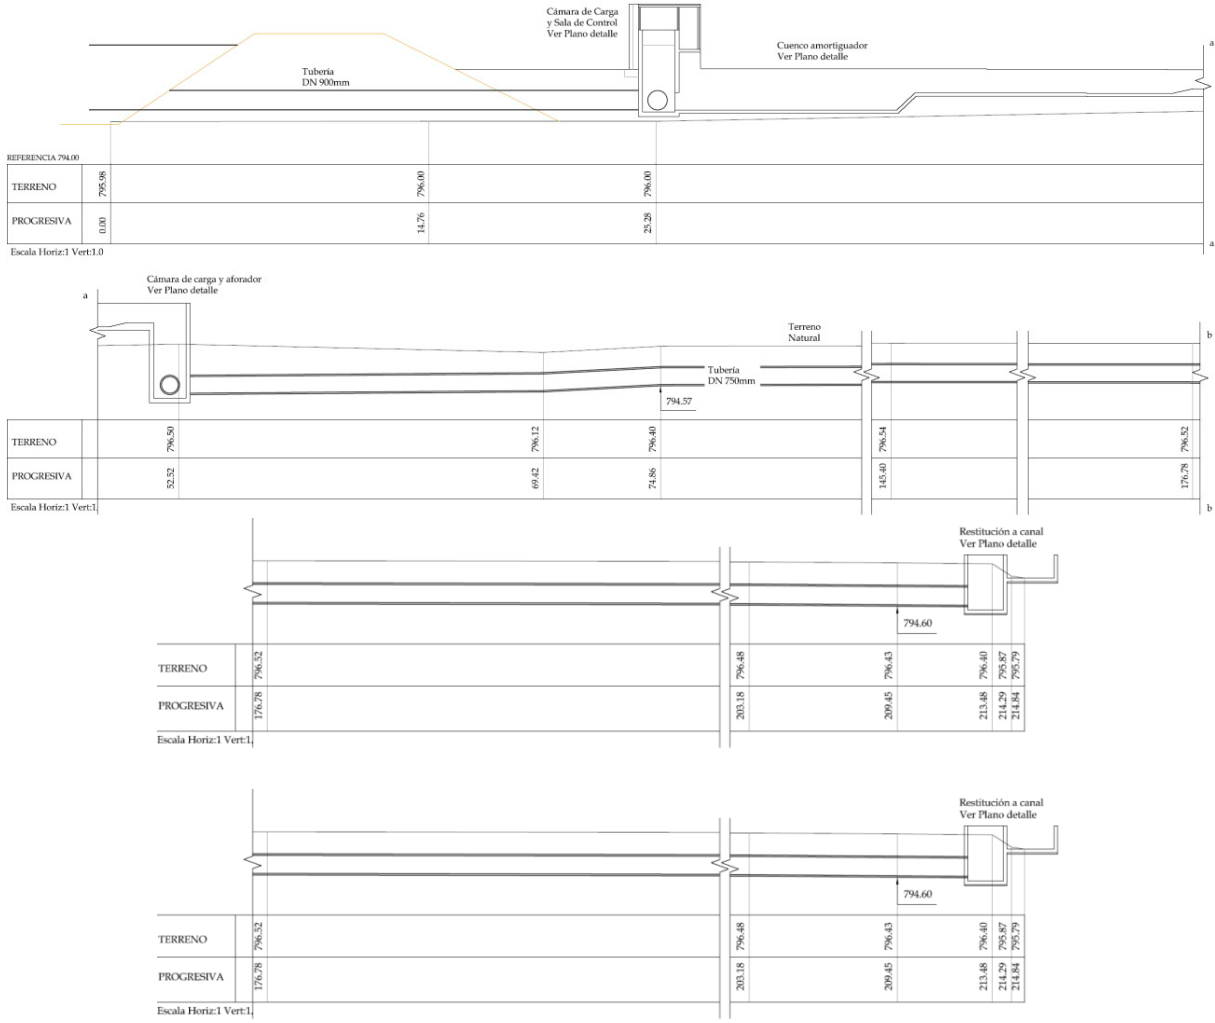 Cámara de Carga
y Sala de Control
Ver Plano detalle
Cuenco amortiguador
Ver Plano detalle
a
Tubería
DN 900mm
REFERENCIA 794.00
TERRENO 795.98 796.00 796.00
PROGRESIVA 0.00 14.76 25.28
a
Escala Horiz:1 Vert:1.0
Cámara de carga y aforador
Ver Plano detalle
a
Terreno
Natural
b
Tubería
DN 750mm
794.57
TERRENO 796.50 796.12 796.40 796.54 796.52
PROGRESIVA 52.52 69.42 74.86 145.40 176.78
Escala Horiz:1 Vert:1.
b
Restitución a canal
Ver Plano detalle
794.60
TERRENO 796.52 796.48 796.43 796.40 795.87 795.79
PROGRESIVA 176.78 203.18 209.45 213.48 214.29 214.84
Escala Horiz:1 Vert:1.
Restitución a canal
Ver Plano detalle
794.60
TERRENO 796.52 796.48 796.43 796.40 795.87 795.79
PROGRESIVA 176.78 203.18 209.45 213.48 214.29 214.84
Escala Horiz:1 Vert:1.